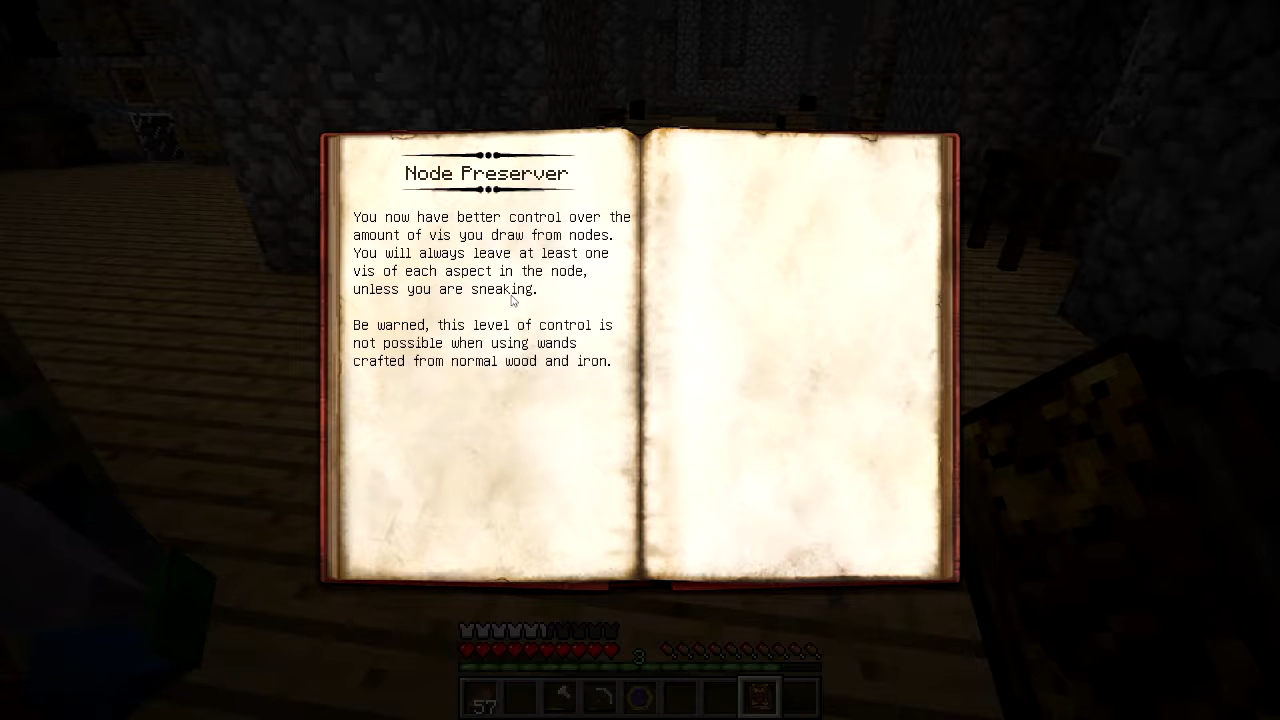 Node Preserver
You now have better control over the
amount of vis you draw from nodes.
You will always leave at least one
vis of each aspect in the node,
unless you are sneaking.
Be warned, this level of control is
not possible when using wands
crafted from normal wood and iron.
8
57